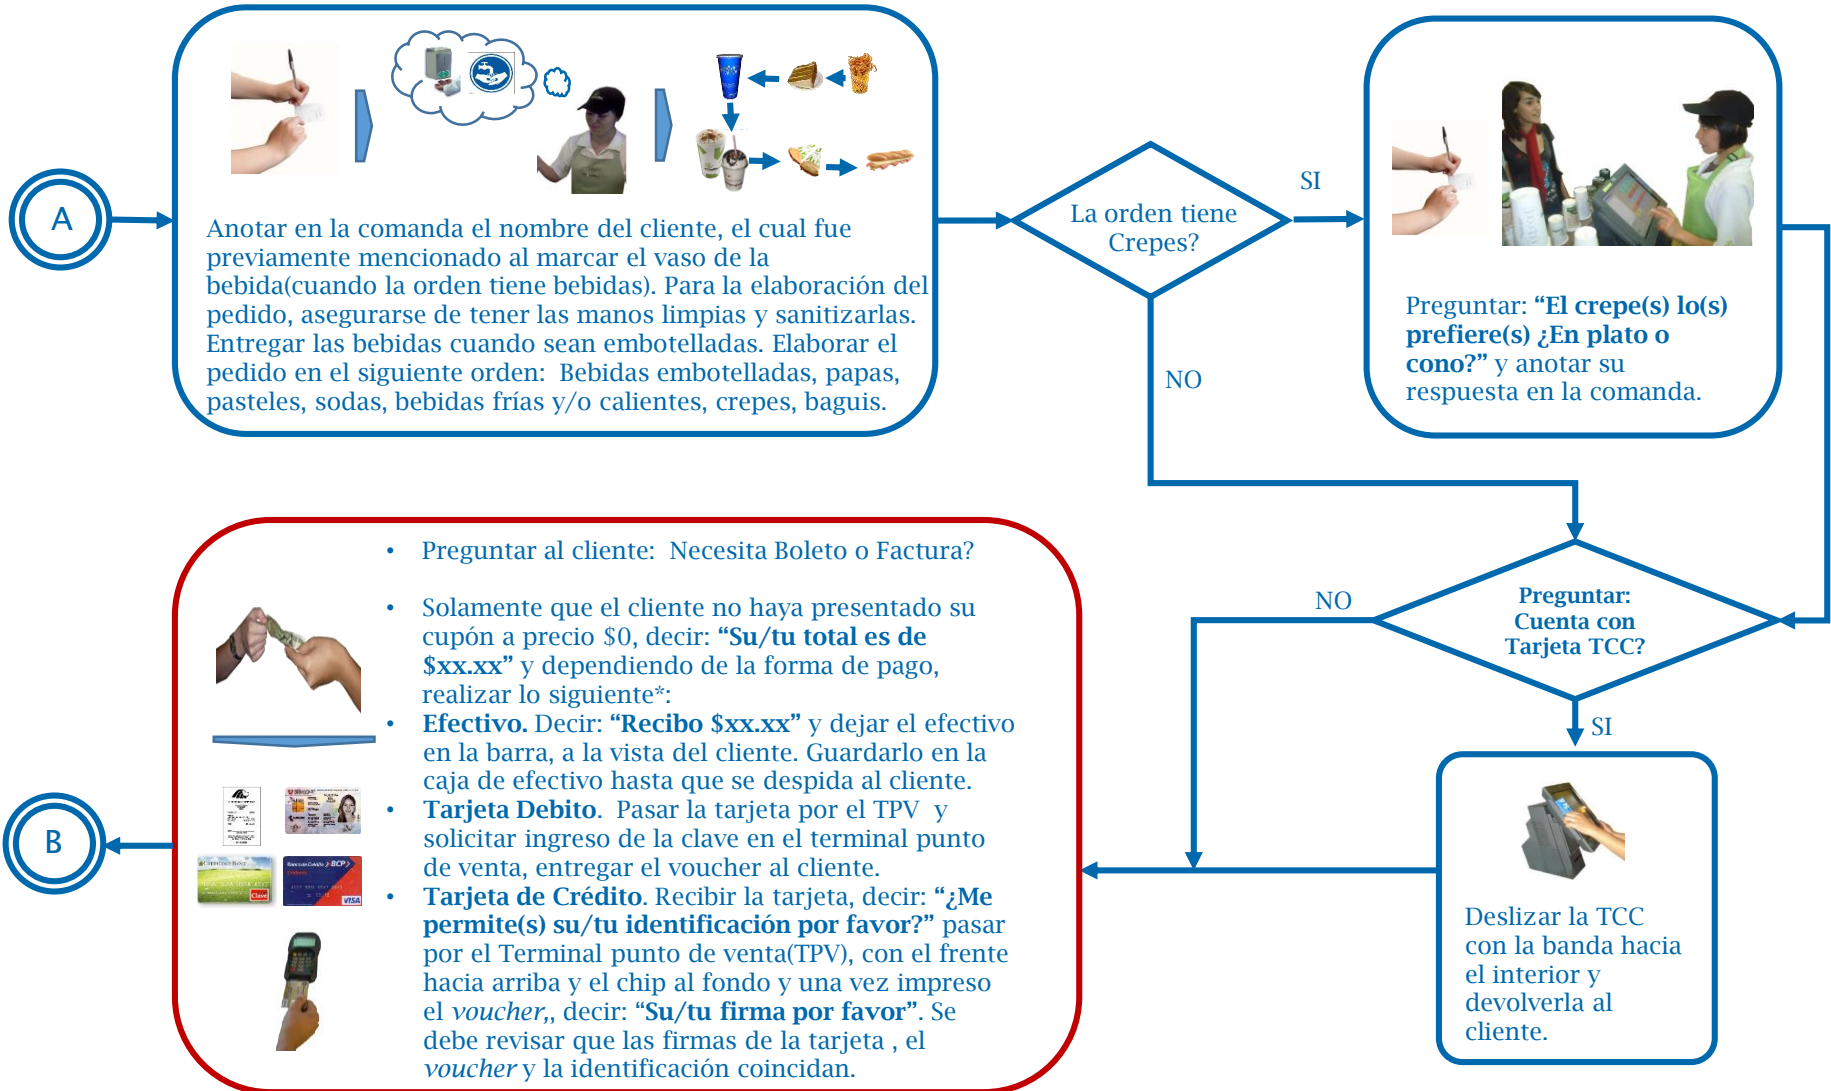 A
Anotar en la comanda el nombre del cliente, el cual fue
previamente mencionado al marcar el vaso de la
bebida(cuando la orden tiene bebidas). Para la elaboración del
pedido, asegurarse de tener las manos limpias y sanitizarlas.
Entregar las bebidas cuando sean embotelladas. Elaborar el
pedido en el siguiente orden:  Bebidas embotelladas, papas,
pasteles, sodas, bebidas frías y/o calientes, crepes, baguis.
La orden tiene
Crepes?
SI
NO
Preguntar: “El crepe(s) lo(s)
prefiere(s) ¿En plato o
cono?” y anotar su
respuesta en la comanda.
Preguntar:
Cuenta con
Tarjeta TCC?
NO
SI
Deslizar la TCC
con la banda hacia
el interior y
devolverla al
cliente.
• Preguntar al cliente:  Necesita Boleto o Factura?
• Solamente que el cliente no haya presentado su
cupón a precio $0, decir: “Su/tu total es de
$xx.xx” y dependiendo de la forma de pago,
realizar lo siguiente*:
• Efectivo. Decir: “Recibo $xx.xx” y dejar el efectivo
en la barra, a la vista del cliente. Guardarlo en la
caja de efectivo hasta que se despida al cliente.
• Tarjeta Debito.  Pasar la tarjeta por el TPV  y
solicitar ingreso de la clave en el terminal punto
de venta, entregar el voucher al cliente.
• Tarjeta de Crédito. Recibir la tarjeta, decir: “¿Me
permite(s) su/tu identificación por favor?” pasar
por el Terminal punto de venta(TPV), con el frente
hacia arriba y el chip al fondo y una vez impreso
el voucher,, decir: “Su/tu firma por favor”. Se
debe revisar que las firmas de la tarjeta , el
voucher y la identificación coincidan.
BCP
Clave
VISA
B